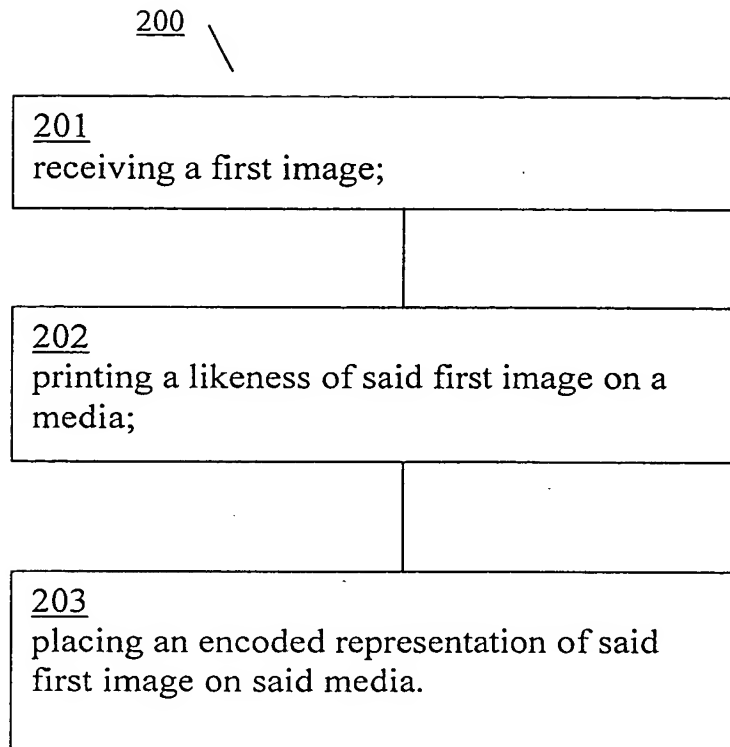 200
201
receiving a first image;
202
printing a likeness of said first image on a
media;
203
placing an encoded representation of said
first image on said media.